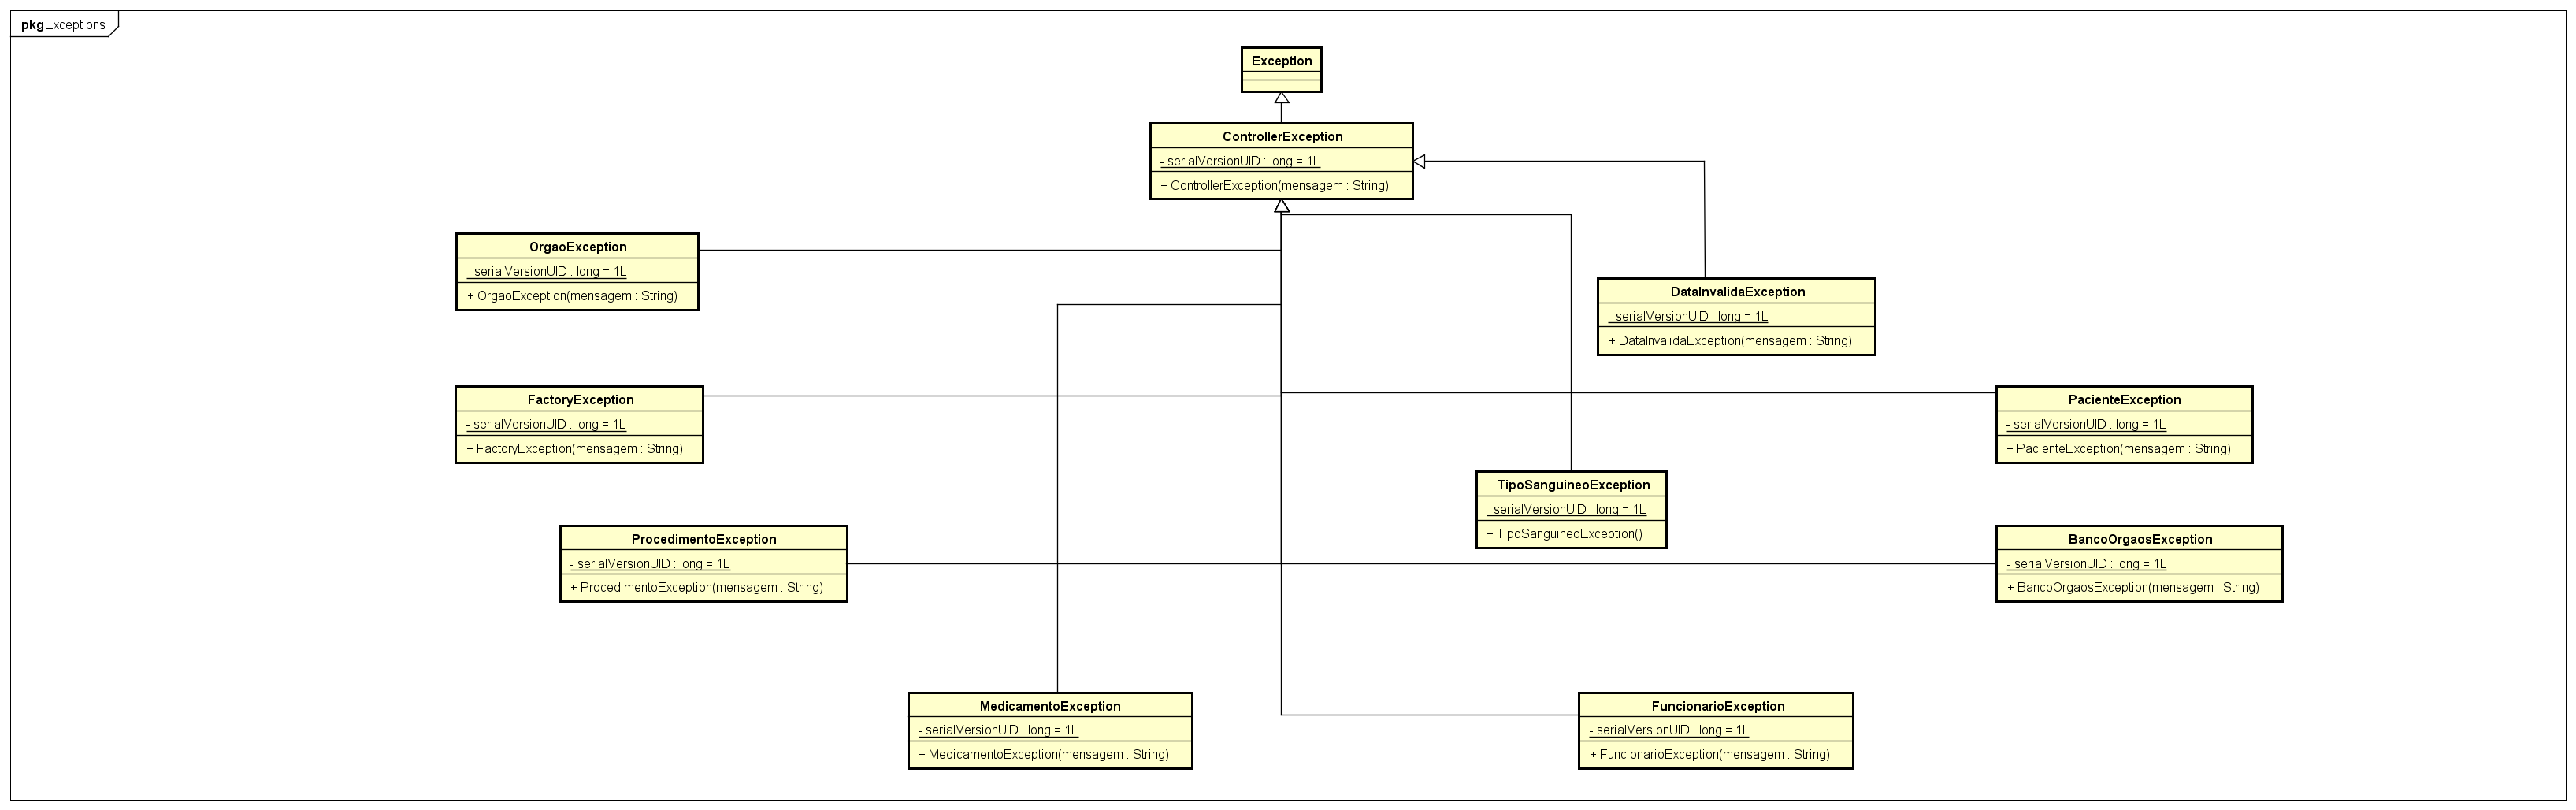 pkgExceptions
Exception
ControllerException
- serialVersionUID : long = 1L
+ ControllerException(mensagem : String)
OrgaoException
- serialVersionUID : long = 1L
+ OrgaoException(mensagem : String)
DataInvalidaException
- serialVersionUID : long = 1L
+ DataInvalidaException(mensagem : String)
FactoryException
- serialVersionUID : long = 1L
+ FactoryException(mensagem : String)
PacienteException
- serialVersionUID : long = 1L
+ PacienteException(mensagem : String)
TipoSanguineoException
- serialVersionUID : long = 1L
+ TipoSanguineoException()
ProcedimentoException
- serialVersionUID : long = 1L
+ ProcedimentoException(mensagem : String)
BancoOrgaosException
- serialVersionUID : long = 1L
+ BancoOrgaosException(mensagem : String)
MedicamentoException
- serialVersionUID : long = 1L
+ MedicamentoException(mensagem : String)
FuncionarioException
- serialVersionUID : long = 1L
+ FuncionarioException(mensagem : String)